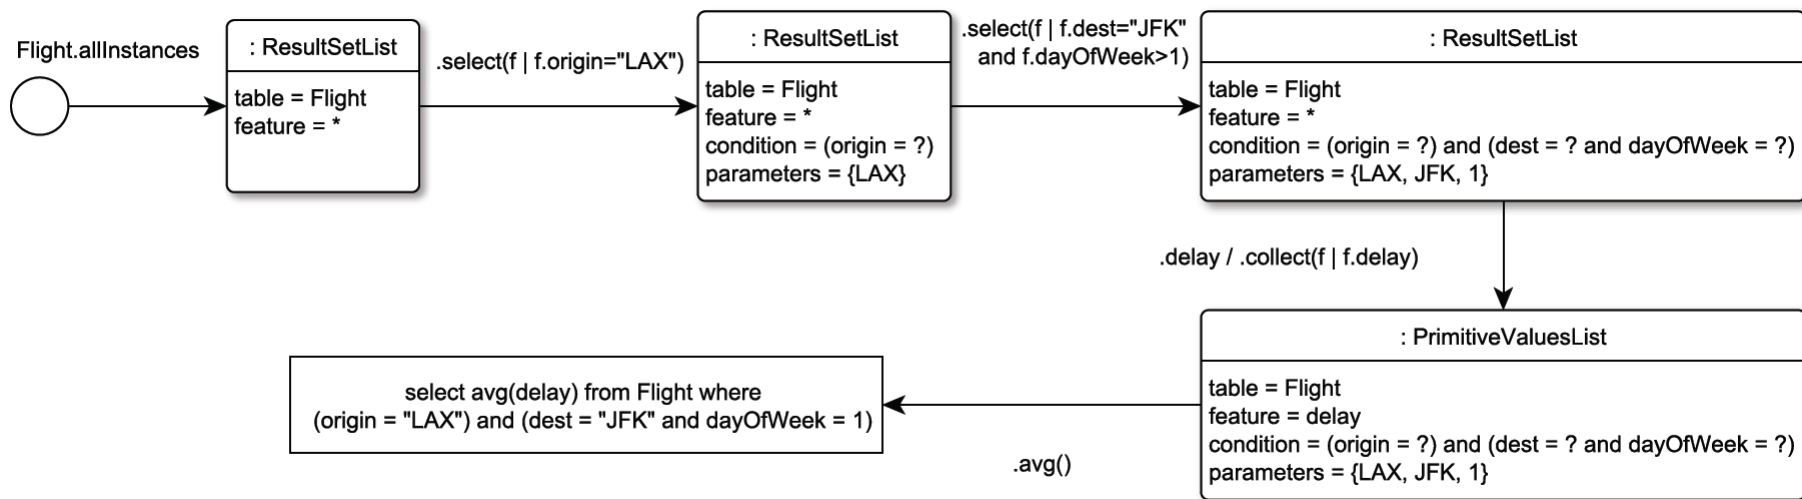 Flight.allInstances
: ResultSetList
table = Flight
feature = *
.select(f | f.origin="LAX")
: ResultSetList
table = Flight
feature = *
condition = (origin = ?)
parameters = {LAX}
.select(f | f.dest="JFK"
and f.dayOfWeek>1)
: ResultSetList
table = Flight
feature = *
condition = (origin = ?) and (dest = ? and dayOfWeek = ?)
parameters = {LAX, JFK, 1}
.delay / .collect(f | f.delay)
: PrimitiveValuesList
table = Flight
feature = delay
condition = (origin = ?) and (dest = ? and dayOfWeek = ?)
parameters = {LAX, JFK, 1}
.avg()
select avg(delay) from Flight where
(origin = "LAX") and (dest = "JFK" and dayOfWeek = 1)